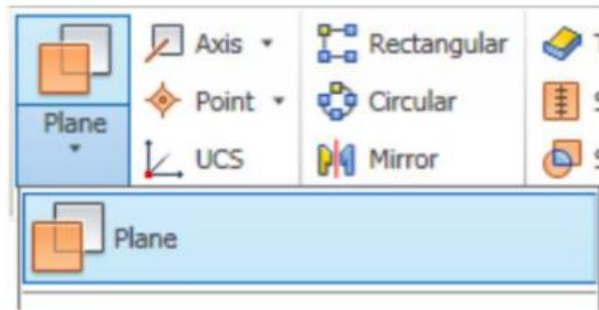 Axis
Rectangular
Point
Circular
Plane
UCS
Mirror
Plane